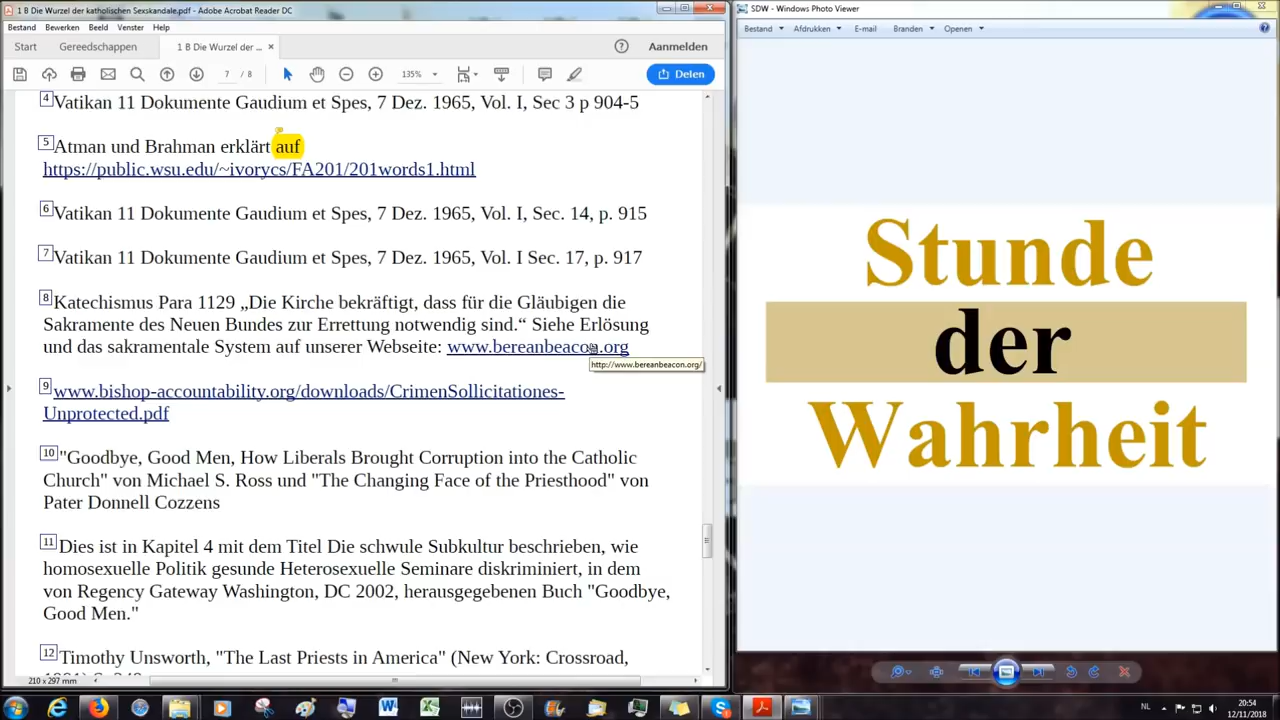 1 B Die Wurzel der katholischen Sexskandale.pdf - Adobe Acrobat Reader DC
Bestand Bewerken Beeld Venster Help
Start Gereedschappen 1 B Die Wurzel der ... × Aanmelden
7 / 8 135% Delen
4 Vatikan 11 Dokumente Gaudium et Spes, 7 Dez. 1965, Vol. I, Sec 3 p 904-5
5 Atman und Brahman erklärt auf
https://public.wsu.edu/~ivorycs/FA201/201words1.html
6 Vatikan 11 Dokumente Gaudium et Spes, 7 Dez. 1965, Vol. I, Sec. 14, p. 915
7 Vatikan 11 Dokumente Gaudium et Spes, 7 Dez. 1965, Vol. I Sec. 17, p. 917
8 Katechismus Para 1129 „Die Kirche bekräftigt, dass für die Gläubigen die
Sakramente des Neuen Bundes zur Errettung notwendig sind.“ Siehe Erlösung
und das sakramentale System auf unserer Webseite: www.bereanbeacon.org
http://www.bereanbeacon.org/
9 www.bishop-accountability.org/downloads/CrimenSollicitationes-
Unprotected.pdf
10 "Goodbye, Good Men, How Liberals Brought Corruption into the Catholic
Church" von Michael S. Ross und "The Changing Face of the Priesthood" von
Pater Donnell Cozzens
11 Dies ist in Kapitel 4 mit dem Titel Die schwule Subkultur beschrieben, wie
homosexuelle Politik gesunde Heterosexuelle Seminare diskriminiert, in dem
von Regency Gateway Washington, DC 2002, herausgegebenen Buch "Goodbye,
Good Men."
12 Timothy Unsworth, "The Last Priests in America" (New York: Crossroad,
210 x 297 mm
SDW - Windows Photo Viewer
Bestand Afdrukken E-mail Branden Openen
Stunde
der
Wahrheit
NL 20:54
12/11/2018